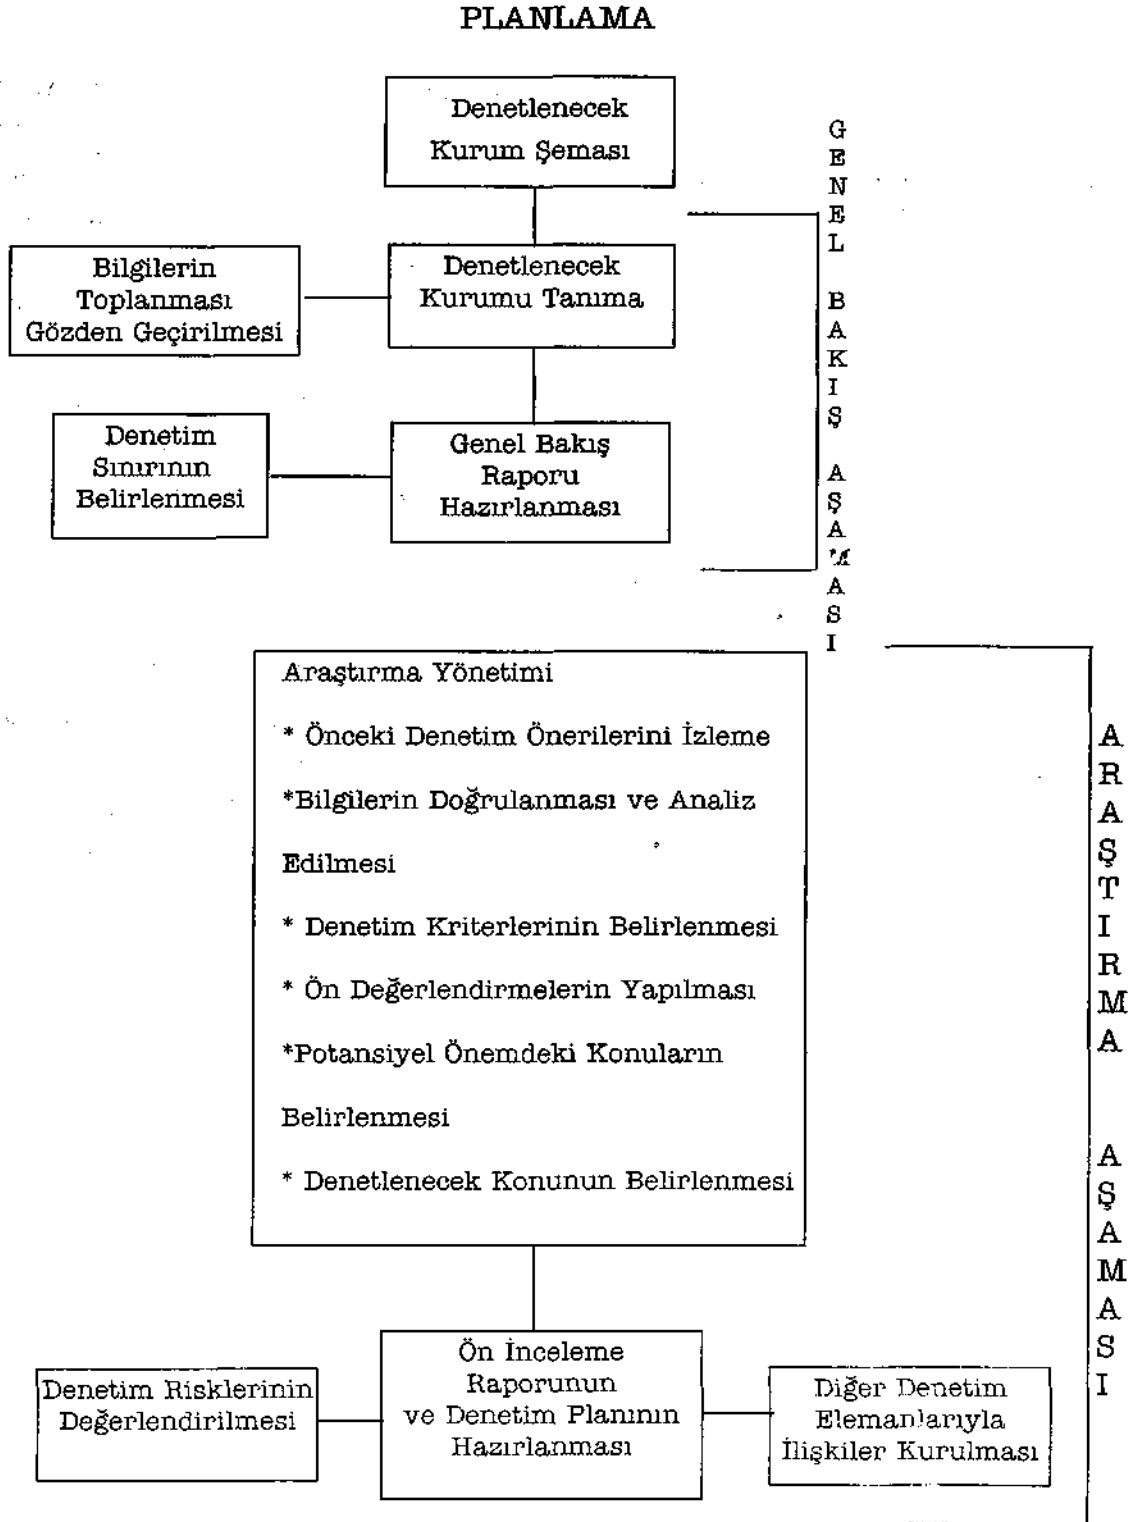 PLANLAMA
Denetlenecek
Kurum Şeması
Bilgilerin
Toplanması
Gözden Geçirilmesi
Denetlenecek
Kurumu Tanıma
Denetim
Sınırının
Belirlenmesi
Genel Bakış
Raporu
Hazırlanması
GENEL BAKIŞ AŞAMASI
Araştırma Yönetimi
* Önceki Denetim Önerilerini İzleme
*Bilgilerin Doğrulanması ve Analiz
Edilmesi
* Denetim Kriterlerinin Belirlenmesi
* Ön Değerlendirmelerin Yapılması
*Potansiyel Önemdeki Konuların
Belirlenmesi
* Denetlenecek Konunun Belirlenmesi
ARAŞTIRMA AŞAMASI
Denetim Risklerinin
Değerlendirilmesi
Ön İnceleme
Raporunun
ve Denetim Planının
Hazırlanması
Diğer Denetim
Elemanlarıyla
İlişkiler Kurulması